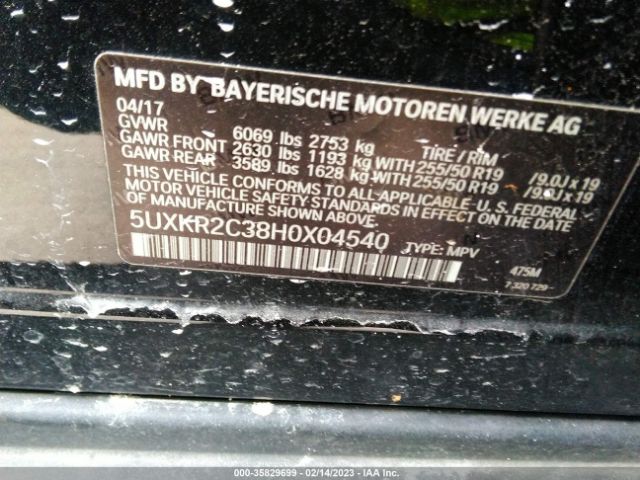 MFD BY BAYERISCHE MOTOREN WERKE AG
04/17
GVWR 6069 lbs 2753 kg TIRE / RIM
GAWR FRONT 2630 lbs 1193 kg WITH 255/50 R19 /9.0J x 19
GAWR REAR 3589 lbs 1628 kg WITH 255/50 R19 /9.0J x 19
THIS VEHICLE CONFORMS TO ALL APPLICABLE U.S. FEDERAL
MOTOR VEHICLE SAFETY STANDARDS IN EFFECT ON THE DATE
OF MANUFACTURE SHOWN ABOVE.
5UXKR2C38H0X04540 TYPE: MPV
475M
7 320 729
000-35829699 - 02/14/2023 - IAA Inc.